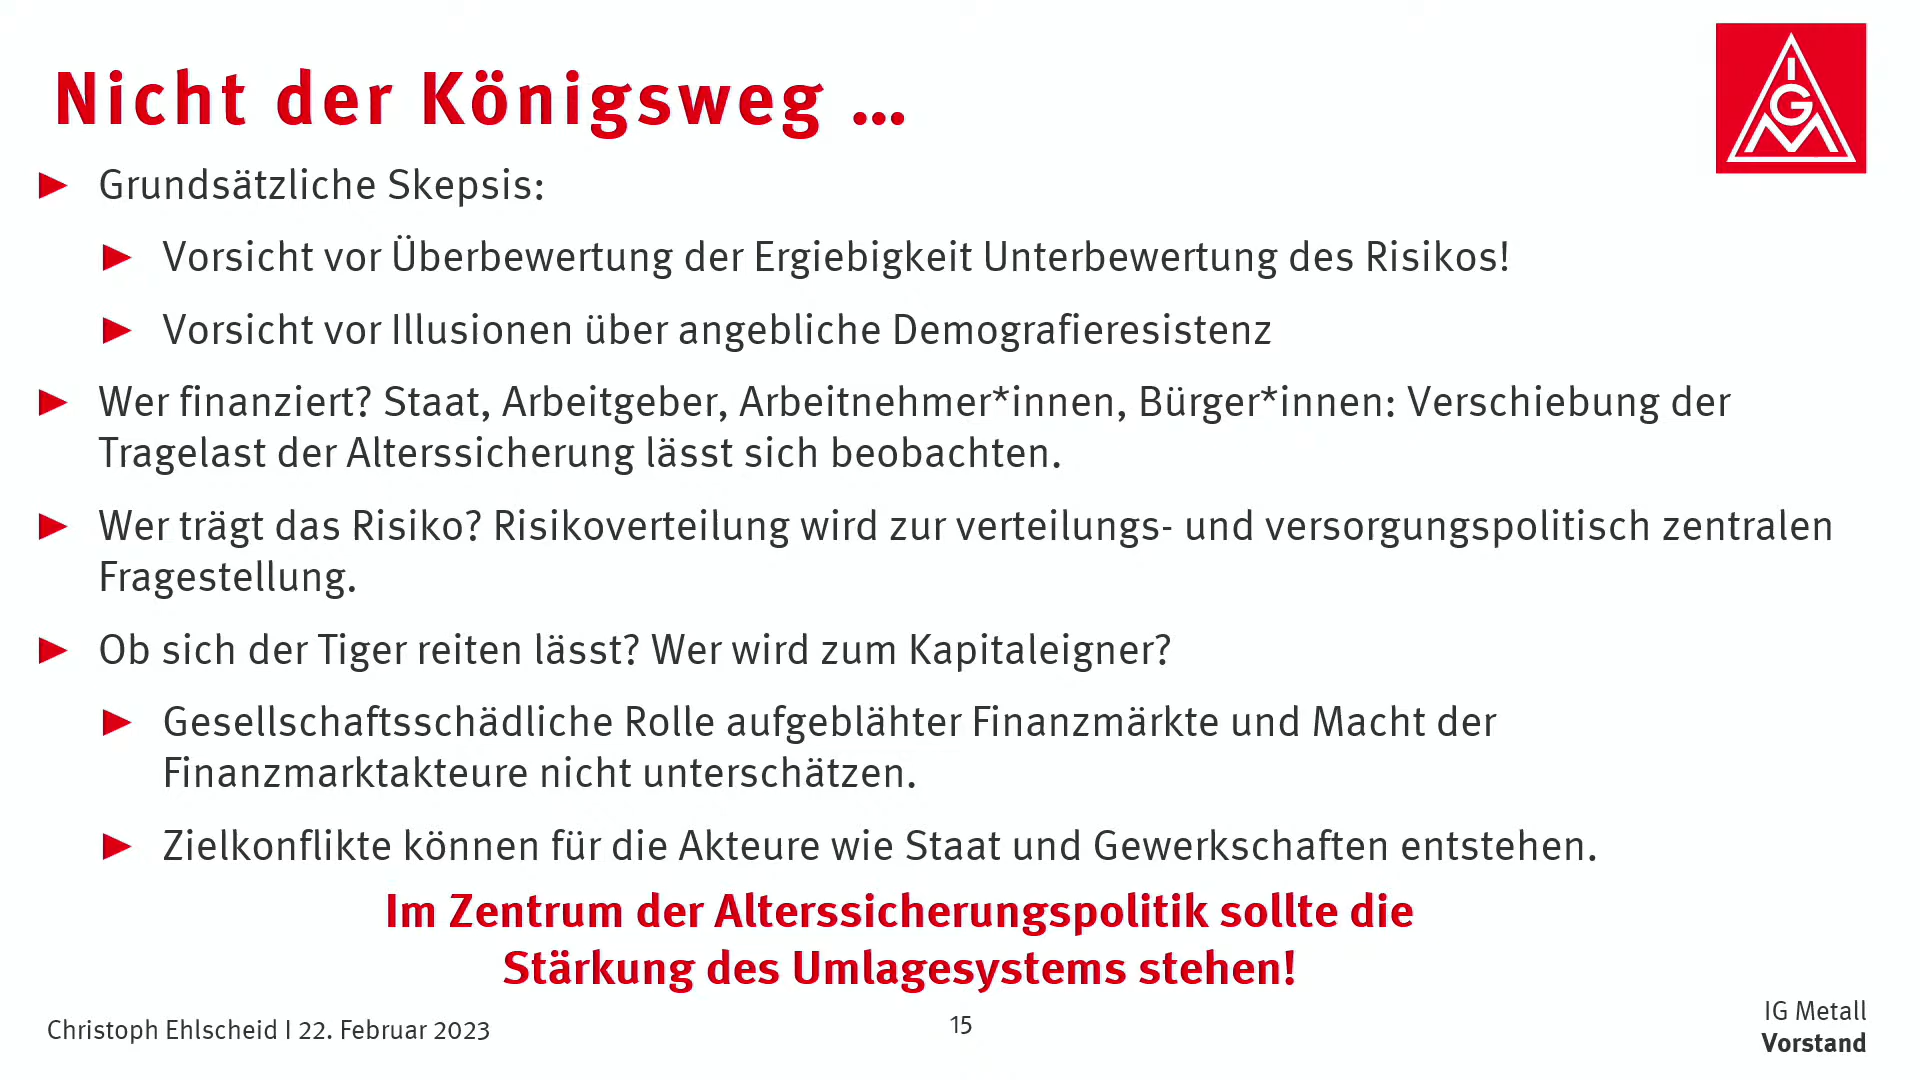 Nicht der Königsweg ...
IGM
► Grundsätzliche Skepsis:
► Vorsicht vor Überbewertung der Ergiebigkeit Unterbewertung des Risikos!
► Vorsicht vor Illusionen über angebliche Demografieresistenz
► Wer finanziert? Staat, Arbeitgeber, Arbeitnehmer*innen, Bürger*innen: Verschiebung der
Tragelast der Alterssicherung lässt sich beobachten.
► Wer trägt das Risiko? Risikoverteilung wird zur verteilungs- und versorgungspolitisch zentralen
Fragestellung.
► Ob sich der Tiger reiten lässt? Wer wird zum Kapitaleigner?
► Gesellschaftsschädliche Rolle aufgeblähter Finanzmärkte und Macht der
Finanzmarktakteure nicht unterschätzen.
► Zielkonflikte können für die Akteure wie Staat und Gewerkschaften entstehen.
Im Zentrum der Alterssicherungspolitik sollte die
Stärkung des Umlagesystems stehen!
Christoph Ehlscheid I 22. Februar 2023
15
IG Metall
Vorstand